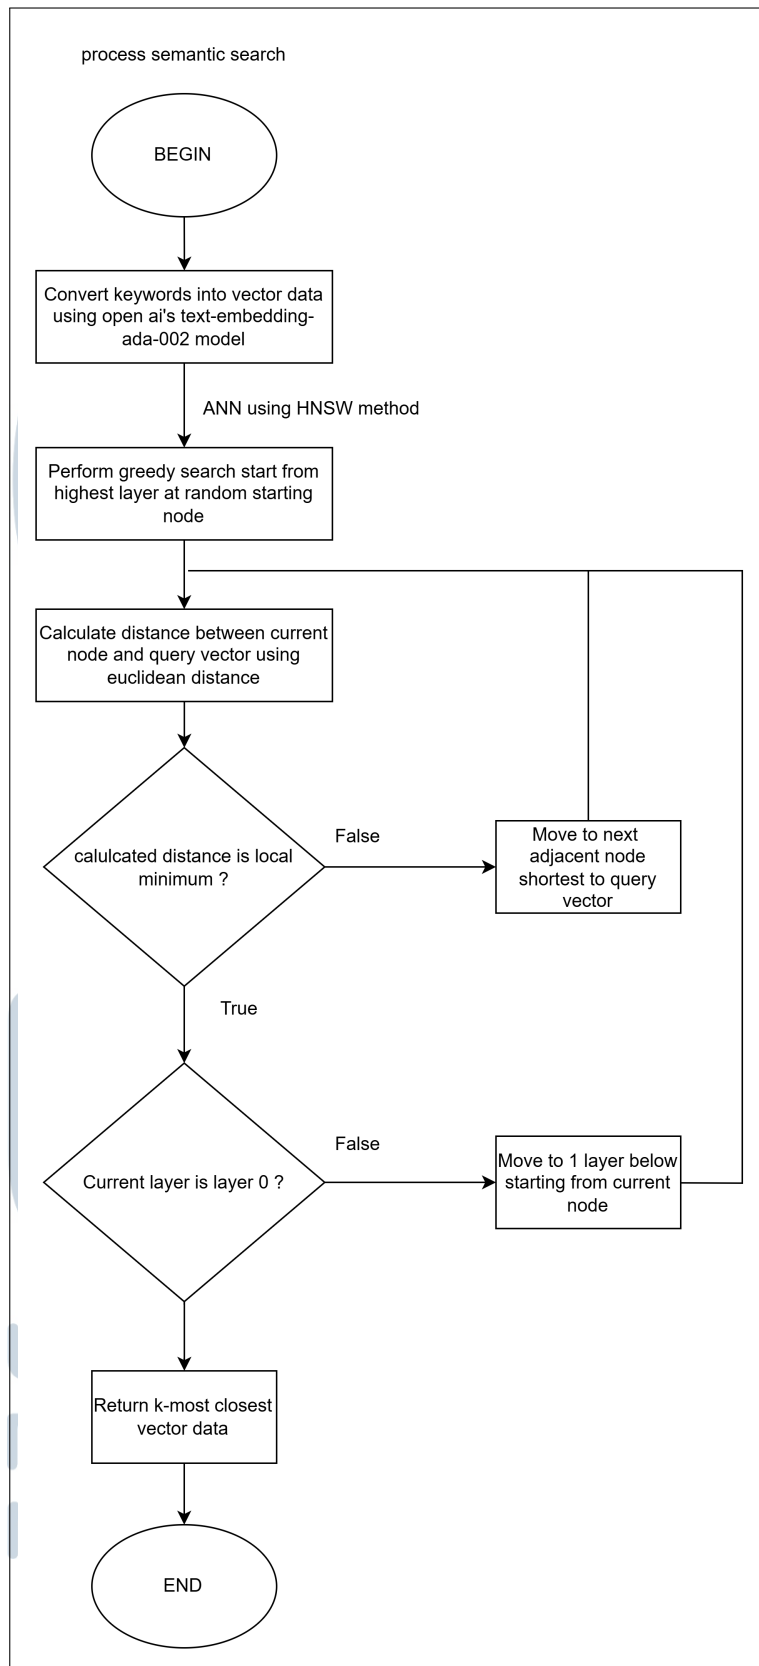 process semantic search
BEGIN
Convert keywords into vector data
using open ai's text-embedding-
ada-002 model
ANN using HNSW method
Perform greedy search start from
highest layer at random starting
node
Calculate distance between current
node and query vector using
euclidean distance
calulcated distance is local
minimum ?
False
Move to next
adjacent node
shortest to query
vector
True
Current layer is layer 0 ?
False
Move to 1 layer below
starting from current
node
Return k-most closest
vector data
END